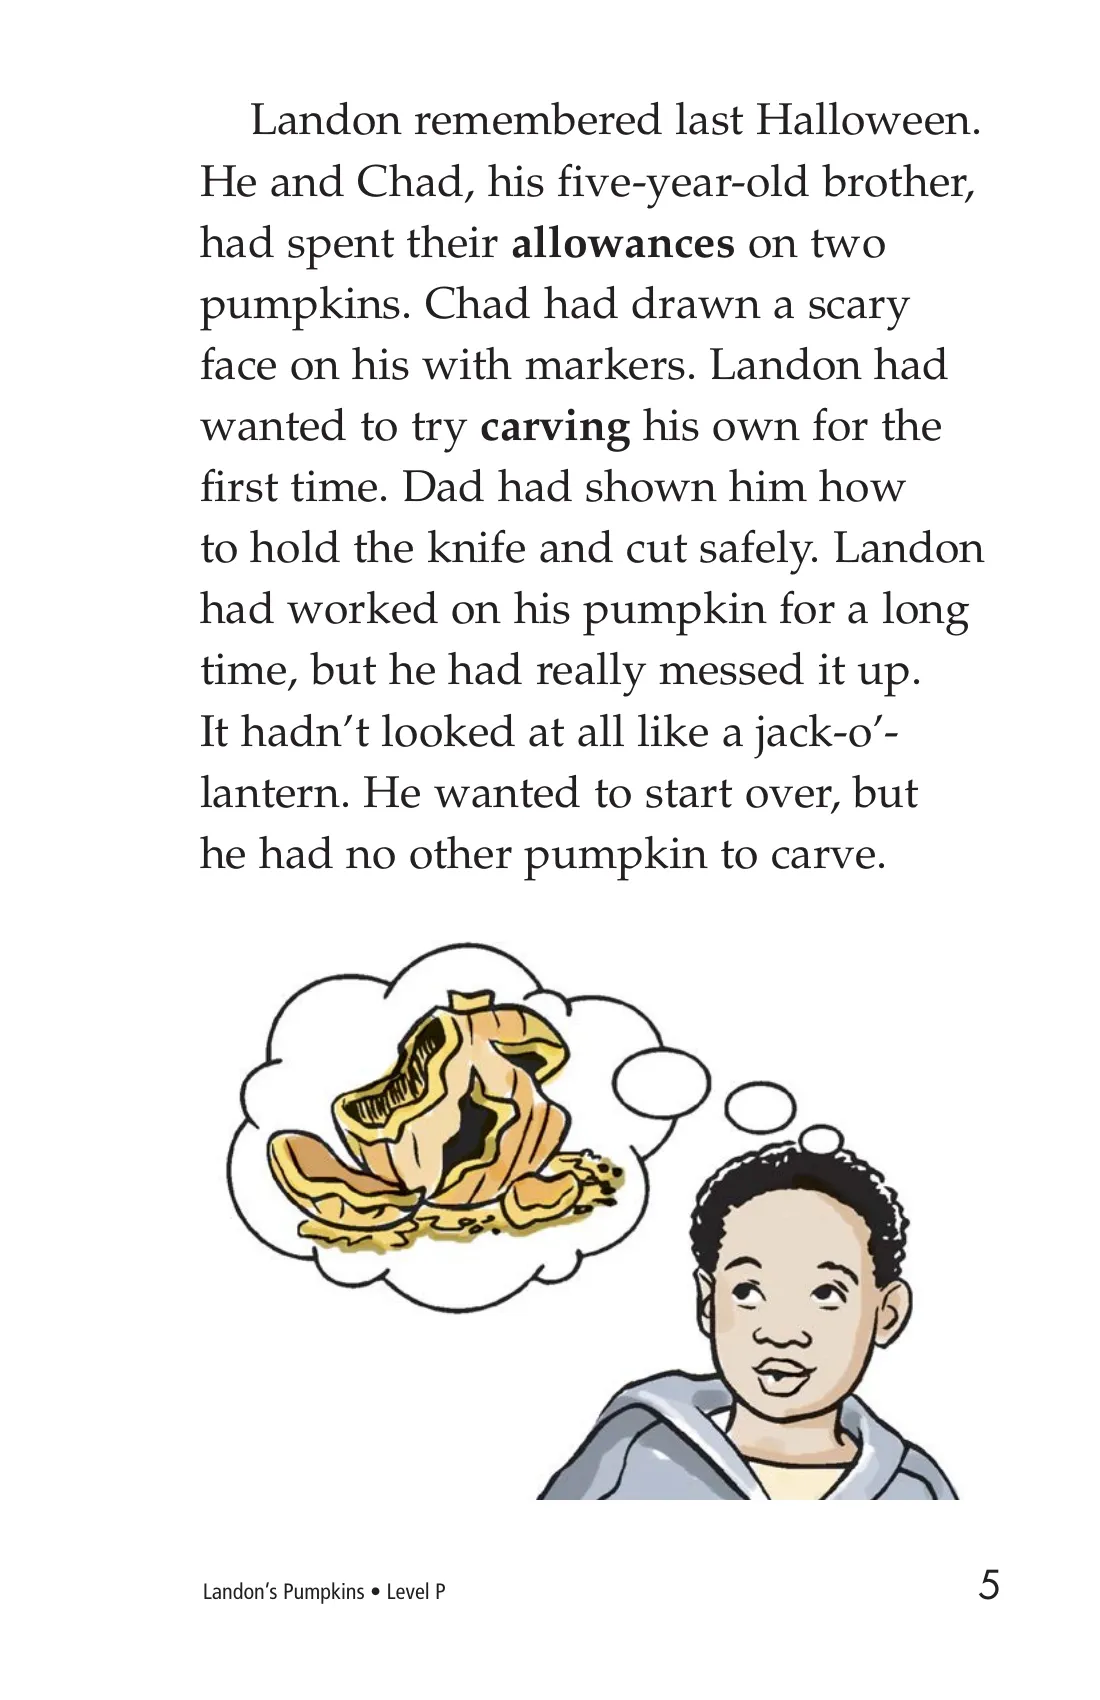 Landon remembered last Halloween.
He and Chad, his five-year-old brother,
had spent their allowances on two
pumpkins. Chad had drawn a scary
face on his with markers. Landon had
wanted to try carving his own for the
first time. Dad had shown him how
to hold the knife and cut safely. Landon
had worked on his pumpkin for a long
time, but he had really messed it up.
It hadn’t looked at all like a jack-o’-
lantern. He wanted to start over, but
he had no other pumpkin to carve.
Landon’s Pumpkins • Level P
5